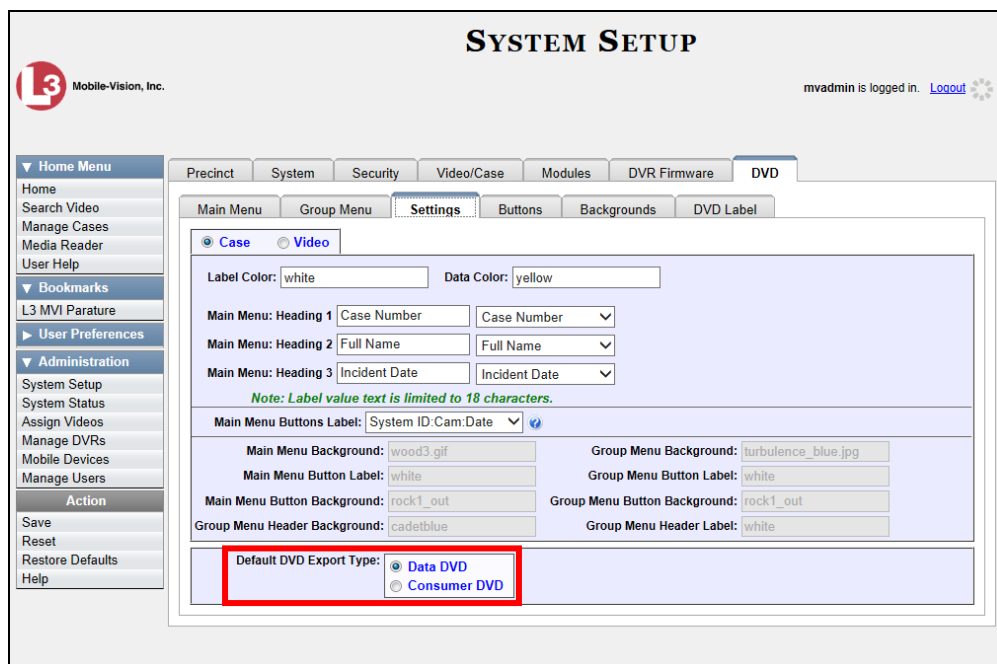 SYSTEM SETUP
L3 Mobile-Vision, Inc.
mvadmin is logged in. Logout
▼ Home Menu
Home
Search Video
Manage Cases
Media Reader
User Help
▼ Bookmarks
L3 MVI Parature
▶ User Preferences
▼ Administration
System Setup
System Status
Assign Videos
Manage DVRs
Mobile Devices
Manage Users
Action
Save
Reset
Restore Defaults
Help
Precinct System Security Video/Case Modules DVR Firmware DVD
Main Menu Group Menu Settings Buttons Backgrounds DVD Label
Case Video
Label Color: white Data Color: yellow
Main Menu: Heading 1 Case Number Case Number
Main Menu: Heading 2 Full Name Full Name
Main Menu: Heading 3 Incident Date Incident Date
Note: Label value text is limited to 18 characters.
Main Menu Buttons Label: System ID:Cam:Date ?
Main Menu Background: wood3.gif Group Menu Background: turbulence_blue.jpg
Main Menu Button Label: white Group Menu Button Label: white
Main Menu Button Background: rock1_out Group Menu Button Background: rock1_out
Group Menu Header Background: cadetblue Group Menu Header Label: white
Default DVD Export Type: Data DVD
Consumer DVD